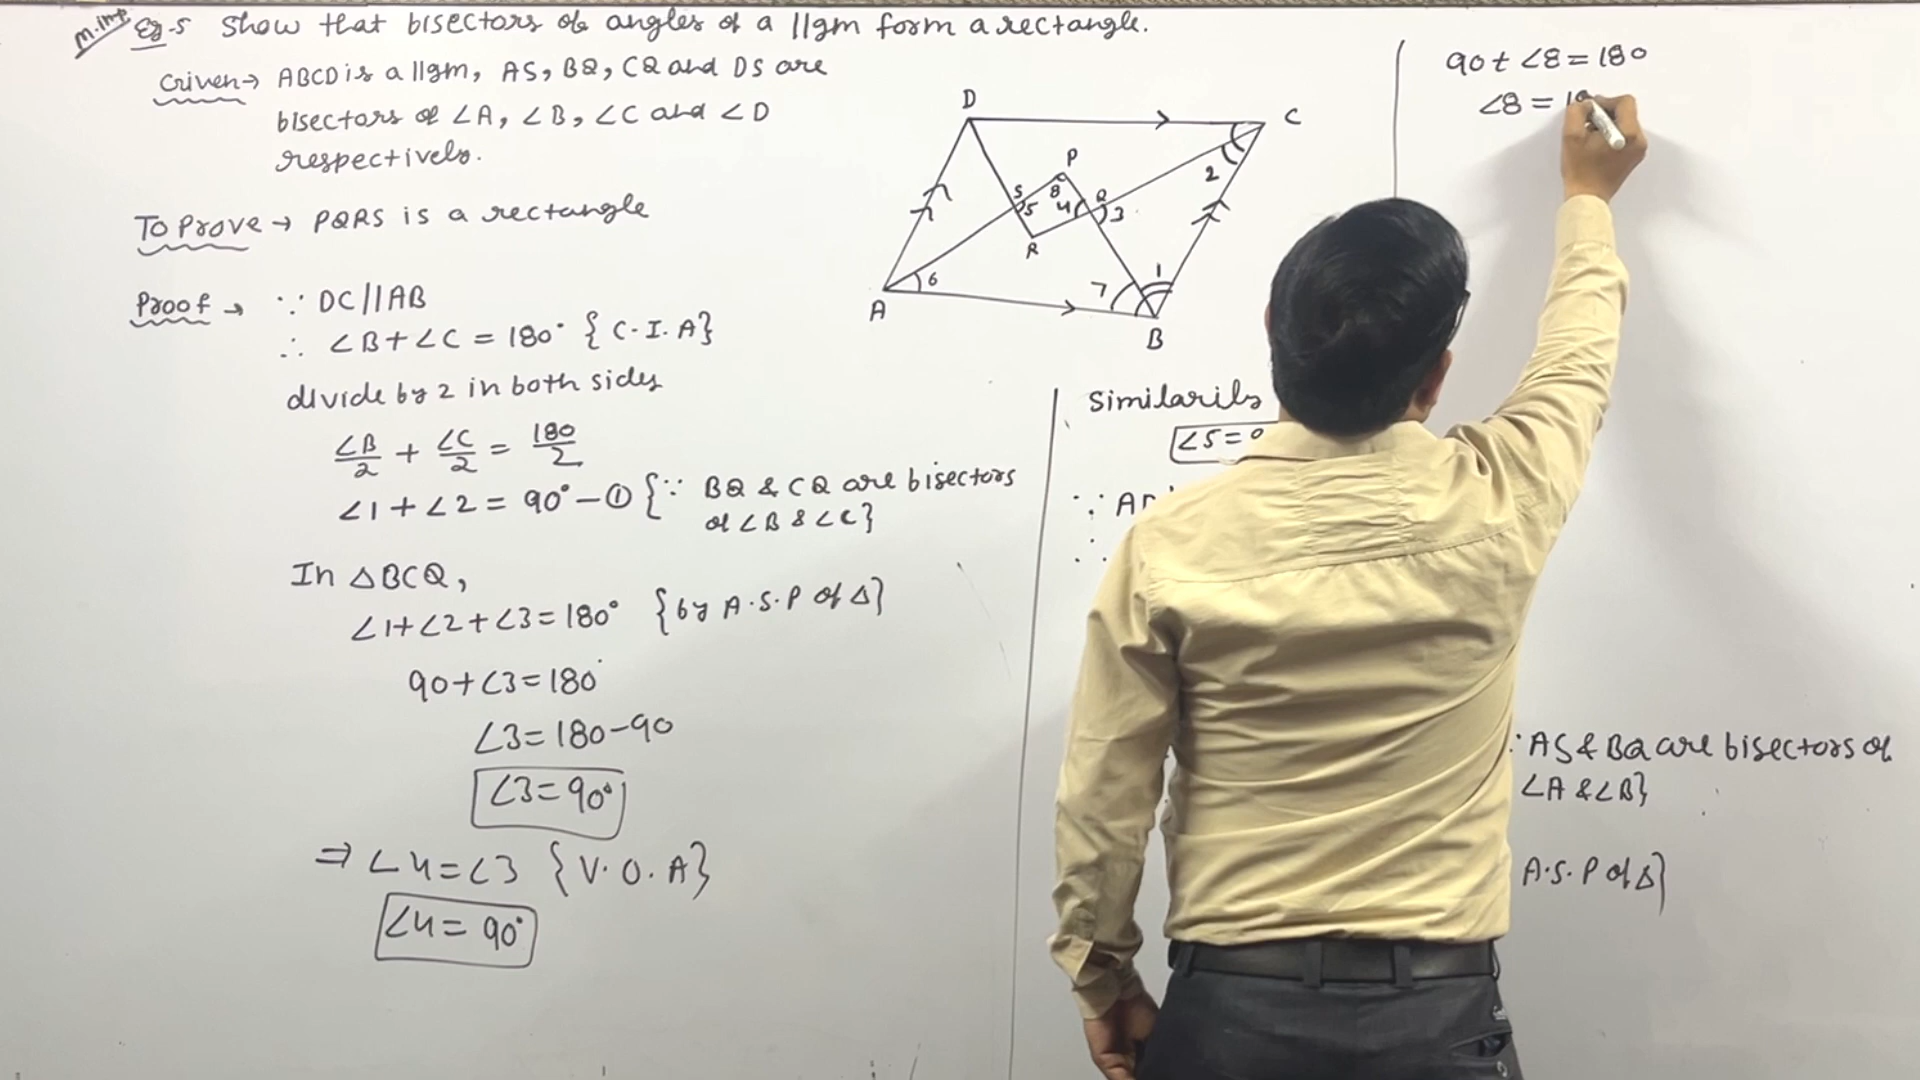 M.imp Eg.5 Show that bisectors of angles of a ||gm form a rectangle.
Given→ ABCD is a ||gm, AS, BQ, CQ and DS are
bisectors of ∠A, ∠B, ∠C and ∠D
respectively.
To Prove → PQRS is a rectangle
Proof → ∵ DC||AB
∴ ∠B+∠C = 180° {C.I.A}
divide by 2 in both sides
∠B/2 + ∠C/2 = 180/2
∠1+∠2 = 90° — ① {∵ BQ & CQ are bisectors
of ∠B & ∠C}
In △BCQ,
∠1+∠2+∠3=180° {by A.S.P of △}
90+∠3=180°
∠3=180-90
∠3=90°
⇒ ∠4=∠3 {V.O.A}
∠4= 90°
D
C
P
2
S
8
Q
5
4
3
R
6
1
7
A
B
Similarily
∠5=
∵
∴
90+∠8=180
∠8=
∵AS & BQ are bisectors of
∠A &∠B}
A.S.P of △}